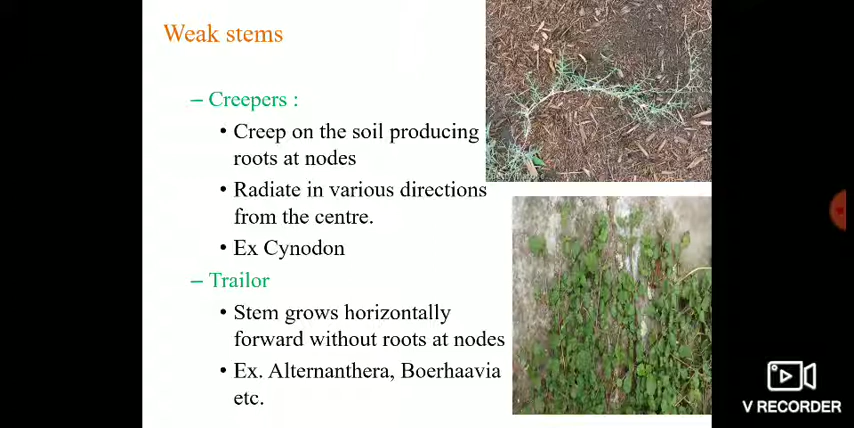 Weak stems
– Creepers :
• Creep on the soil producing
roots at nodes
• Radiate in various directions
from the centre.
• Ex Cynodon
– Trailor
• Stem grows horizontally
forward without roots at nodes
• Ex. Alternanthera, Boerhaavia
etc.
V RECORDER